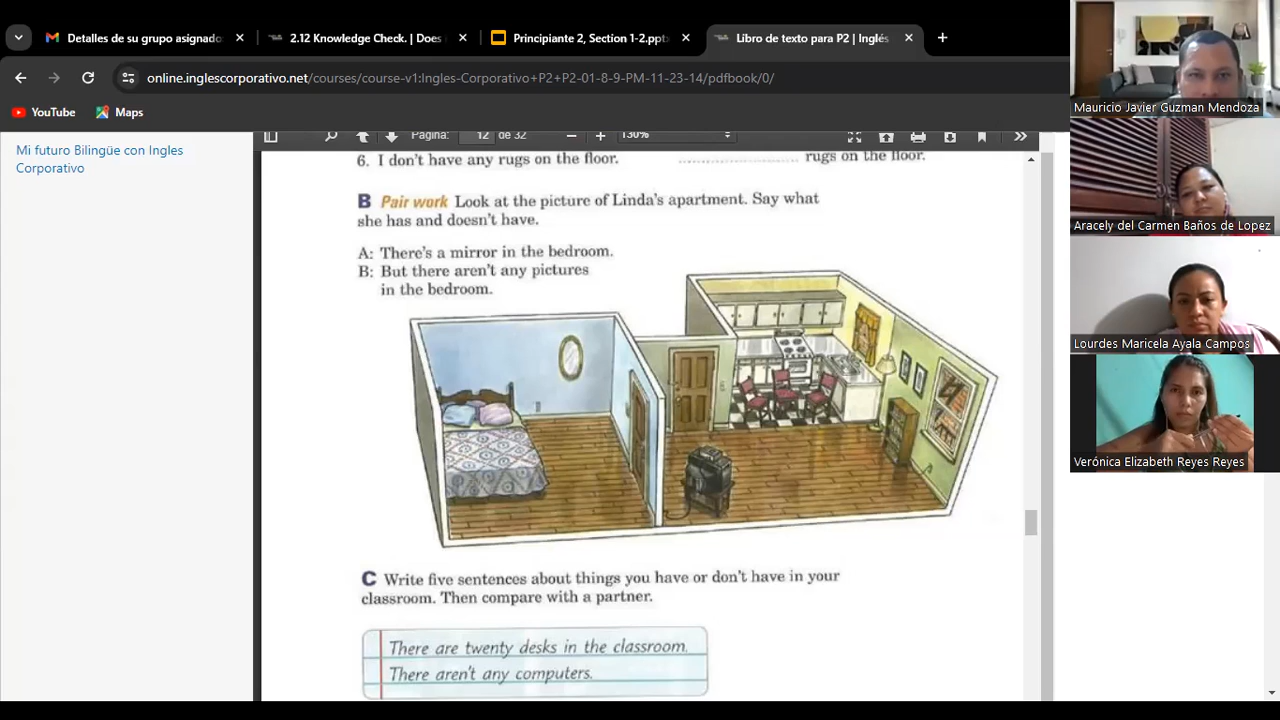 Detalles de su grupo asignado
2.12 Knowledge Check. | Does
Principiante 2, Section 1-2.ppt
Libro de texto para P2 | Inglés
online.inglescorporativo.net/courses/course-v1:Ingles-Corporativo+P2+P2-01-8-9-PM-11-23-14/pdfbook/0/
YouTube
Maps
Mi futuro Bilingüe con Ingles
Corporativo
Página: 12 de 32
130%
6. I don't have any rugs on the floor. .............................. rugs on the floor.
B Pair work Look at the picture of Linda's apartment. Say what
she has and doesn't have.
A: There's a mirror in the bedroom.
B: But there aren't any pictures
in the bedroom.
C Write five sentences about things you have or don't have in your
classroom. Then compare with a partner.
There are twenty desks in the classroom.
There aren't any computers.
Mauricio Javier Guzman Mendoza
Aracely del Carmen Baños de Lopez
Lourdes Maricela Ayala Campos
Verónica Elizabeth Reyes Reyes